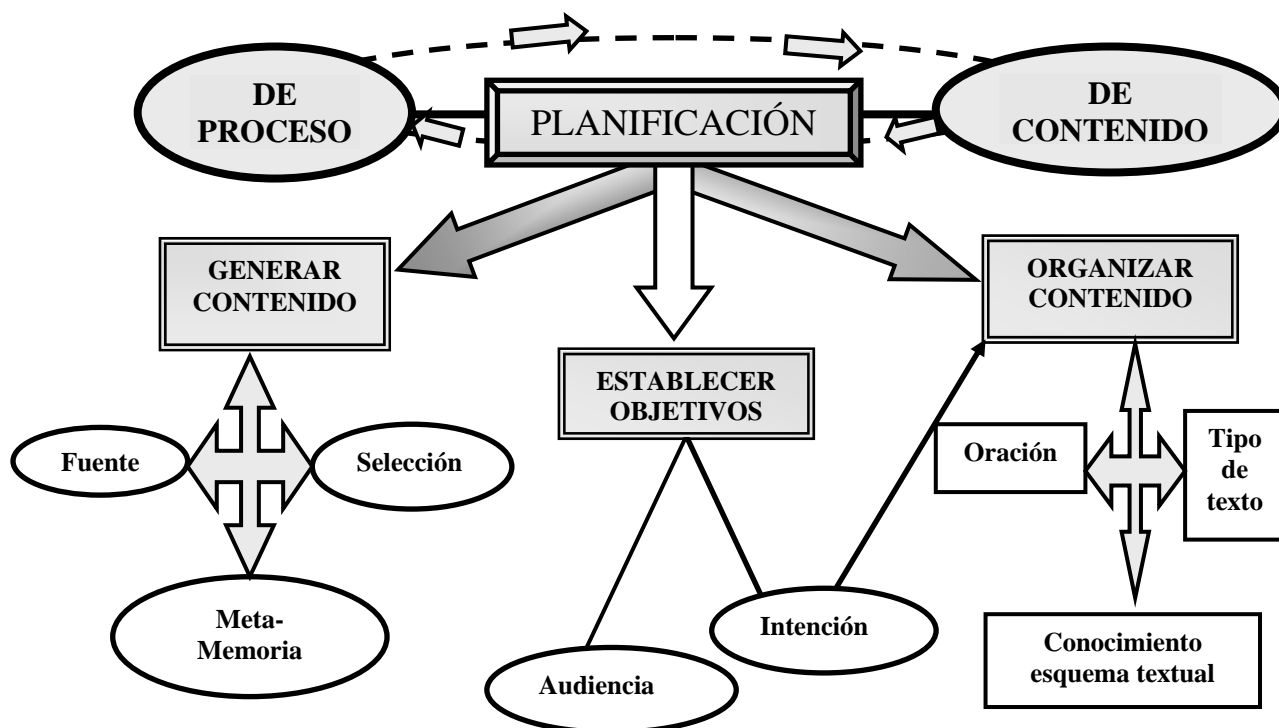 DE
PROCESO
PLANIFICACIÓN
DE
CONTENIDO
GENERAR
CONTENIDO
ORGANIZAR
CONTENIDO
ESTABLECER
OBJETIVOS
Fuente
Selección
Oración
Tipo
de
texto
Meta-
Memoria
Intención
Audiencia
Conocimiento
esquema textual